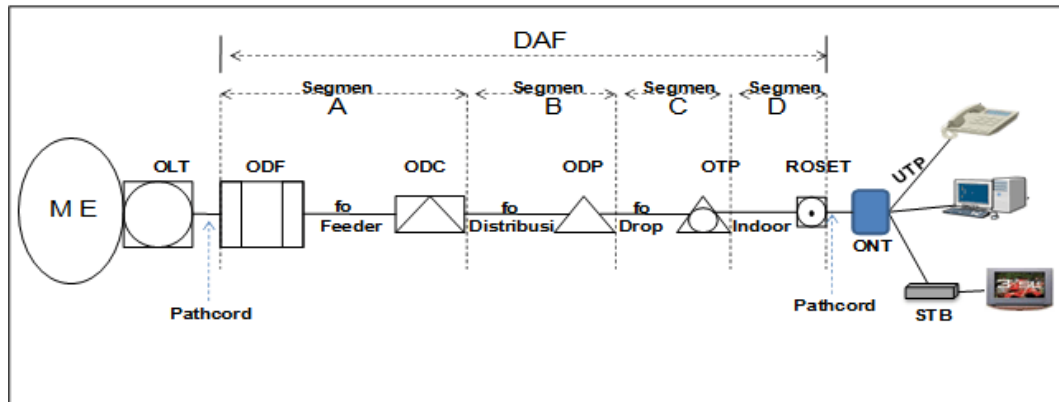 DAF
Segmen Segmen Segmen Segmen
A B C D
OLT ODF ODC ODP OTP ROSET
UTP
M E
fo fo fo
Feeder Distribusi Drop Indoor
ONT
Pathcord Pathcord
STB